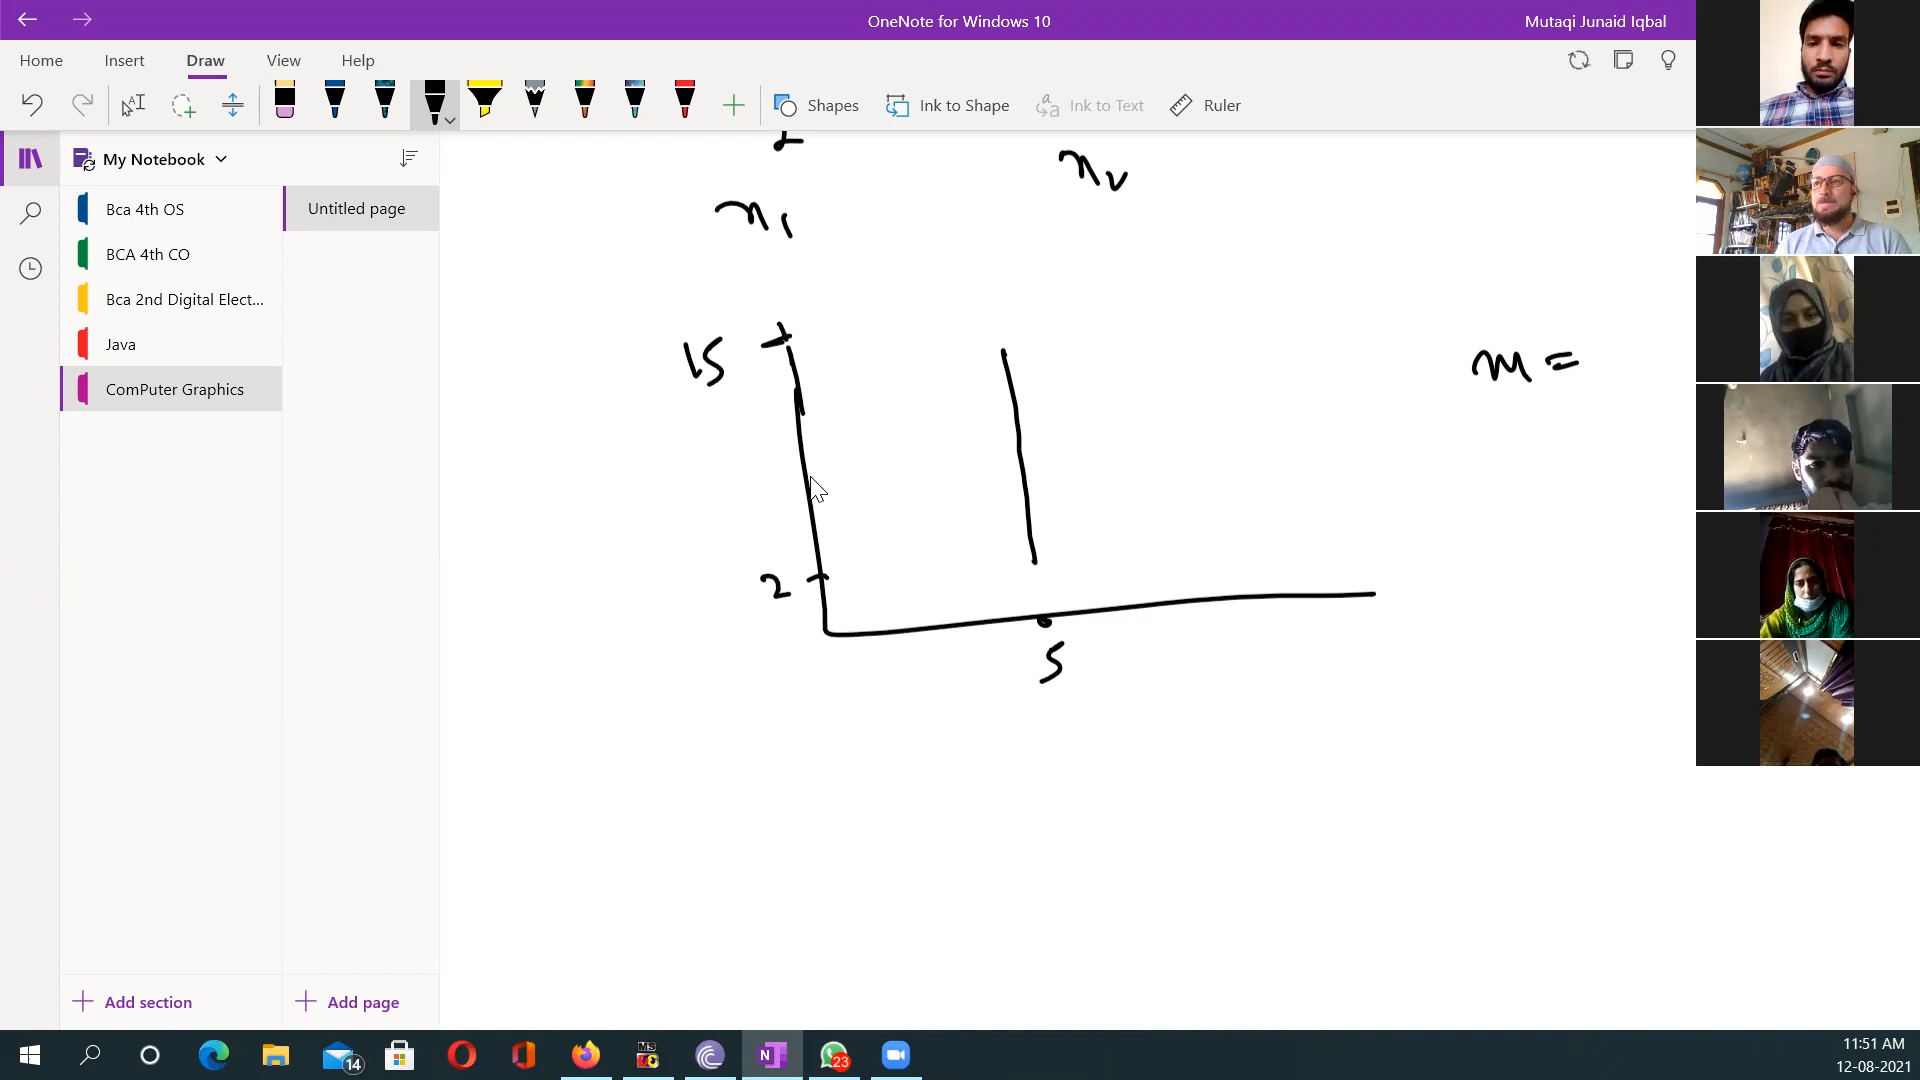 OneNote for Windows 10
Mutaqi Junaid Iqbal
Home Insert Draw View Help
Shapes Ink to Shape Ink to Text Ruler
My Notebook
Bca 4th OS
BCA 4th CO
Bca 2nd Digital Elect...
Java
ComPuter Graphics
Untitled page
15
m =
2
5
Add section
Add page
14
23
11:51 AM
12-08-2021